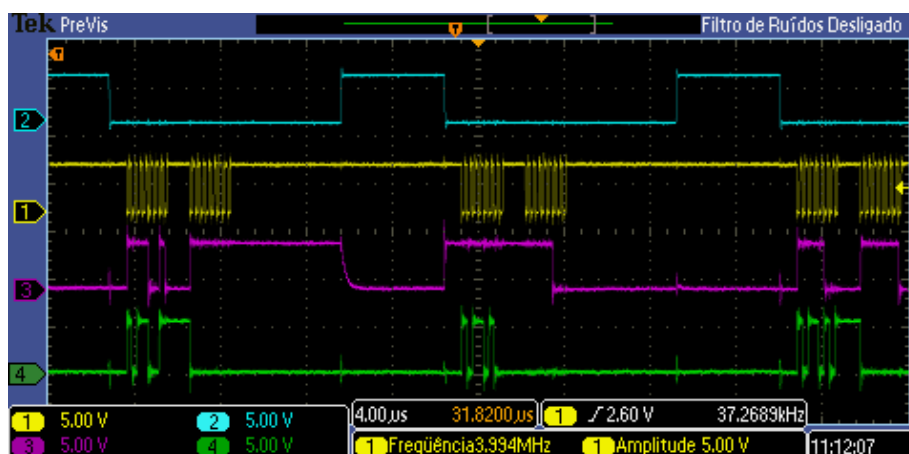 Tek PreVis Filtro de Ruídos Desligado
T
T
2
1
3
4
1 5.00 V 2 5.00 V 4.00µs 31.8200µs 1 / 2.60 V 37.2689kHz
3 5.00 V 4 5.00 V 1 Freqüência3.994MHz 1 Amplitude 5.00 V 11:12:07